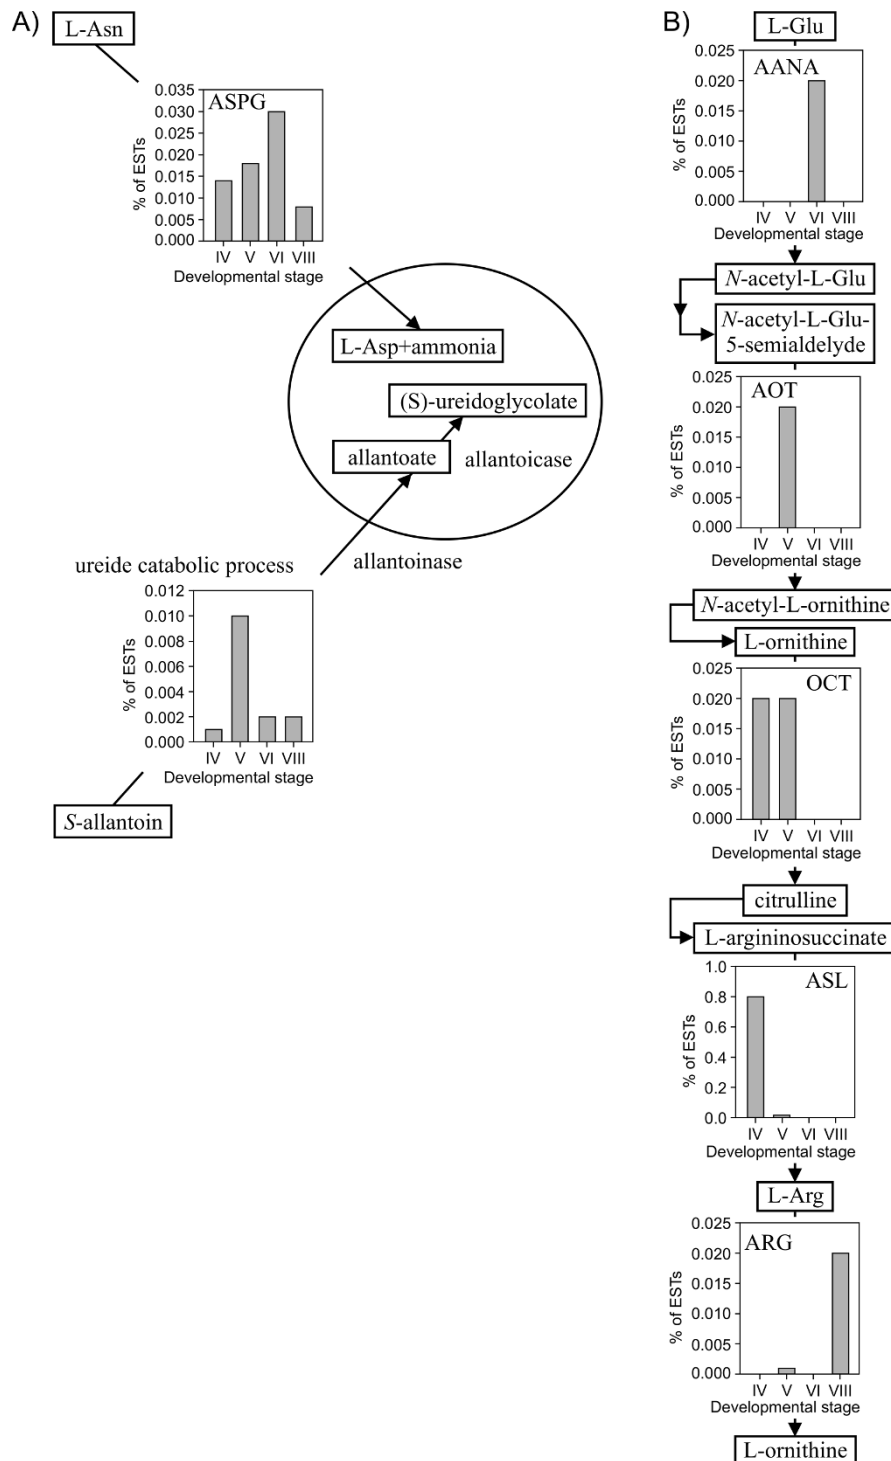 A)
L-Asn
ASPG
% of ESTs
0.035
0.030
0.025
0.020
0.015
0.010
0.005
0.000
IV V VI VIII
Developmental stage
L-Asp+ammonia
(S)-ureidoglycolate
allantoate
allantoicase
allantoinase
ureide catabolic process
% of ESTs
0.012
0.010
0.008
0.006
0.004
0.002
0.000
IV V VI VIII
Developmental stage
S-allantoin
B)
L-Glu
AANA
% of ESTs
0.025
0.020
0.015
0.010
0.005
0.000
IV V VI VIII
Developmental stage
N-acetyl-L-Glu
N-acetyl-L-Glu-
5-semialdelyde
AOT
% of ESTs
0.025
0.020
0.015
0.010
0.005
0.000
IV V VI VIII
Developmental stage
N-acetyl-L-ornithine
L-ornithine
OCT
% of ESTs
0.025
0.020
0.015
0.010
0.005
0.000
IV V VI VIII
Developmental stage
citrulline
L-argininosuccinate
ASL
% of ESTs
1.0
0.8
0.6
0.4
0.2
0.0
IV V VI VIII
Developmental stage
L-Arg
ARG
% of ESTs
0.025
0.020
0.015
0.010
0.005
0.000
IV V VI VIII
Developmental stage
L-ornithine